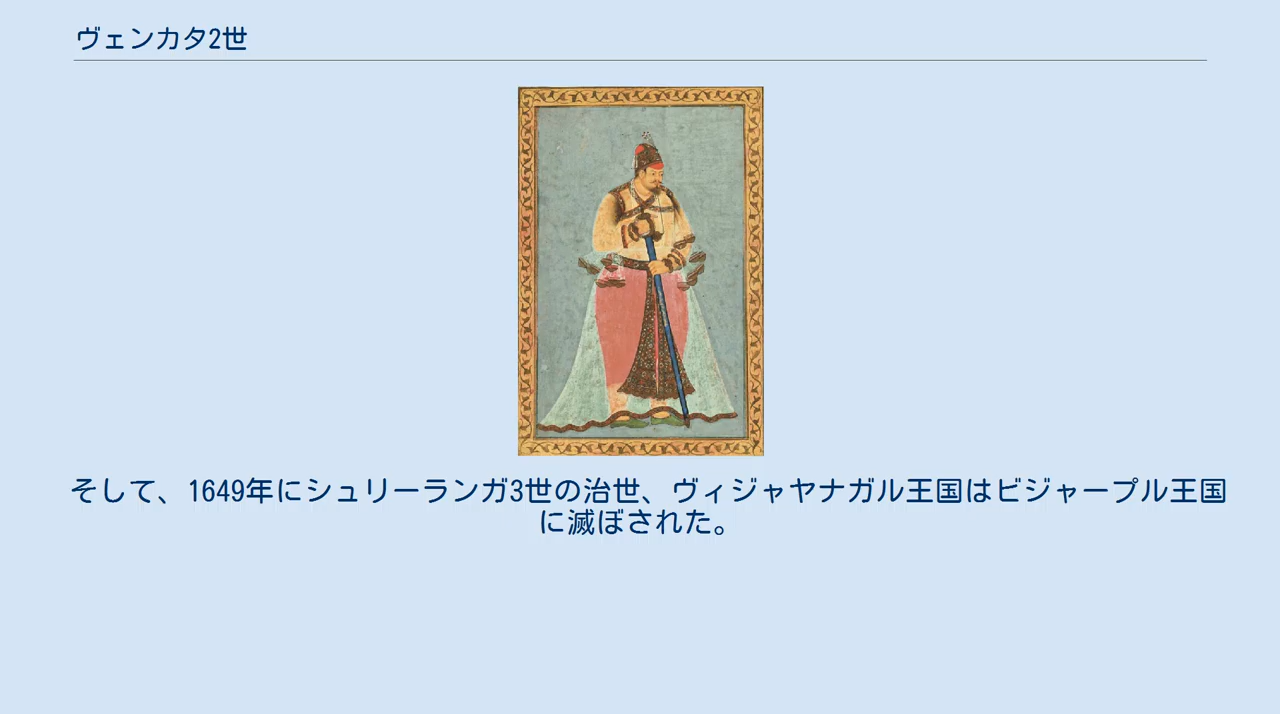 ヴェンカタ2世
そして、1649年にシュリーランガ3世の治世、ヴィジャヤナガル王国はビジャープル王国
に滅ぼされた。